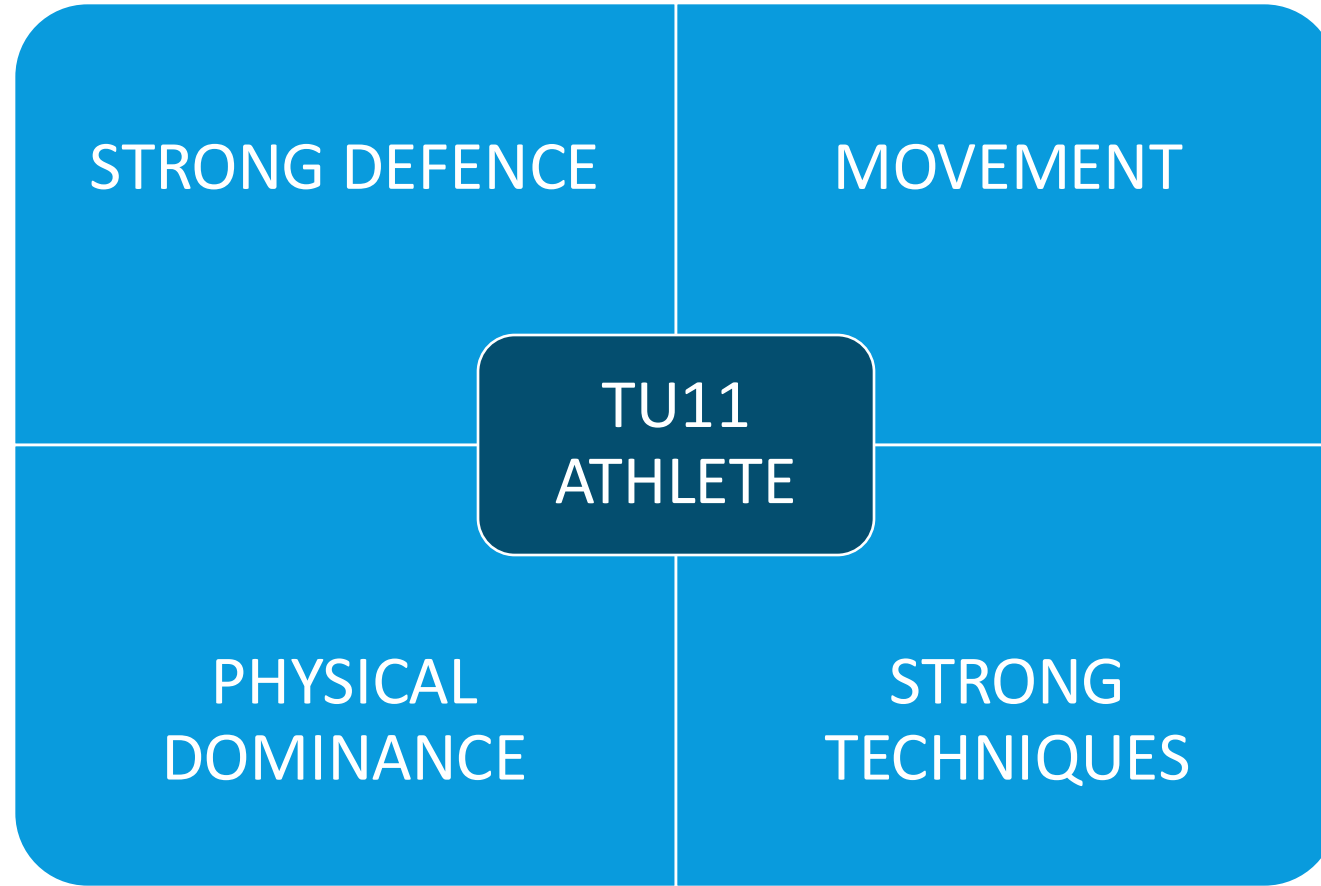 STRONG DEFENCE
MOVEMENT
TU11
ATHLETE
PHYSICAL
DOMINANCE
STRONG
TECHNIQUES